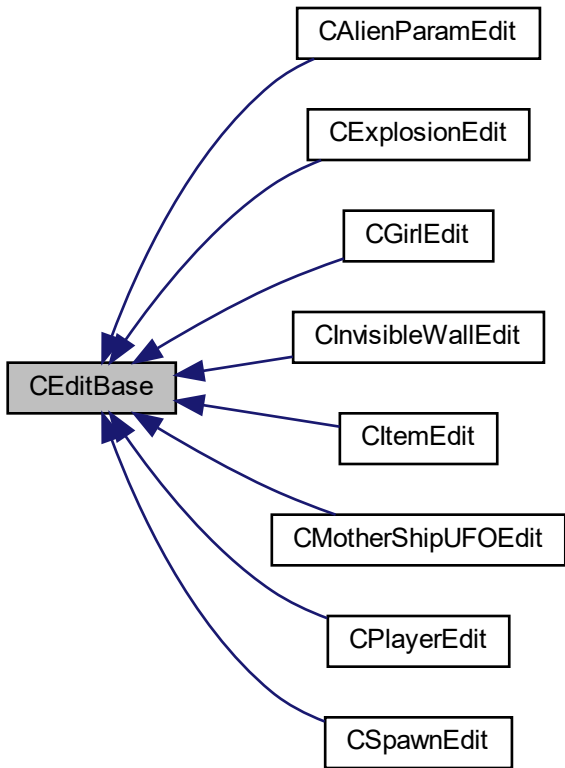 CAlienParamEdit
CExplosionEdit
CGirlEdit
CInvisibleWallEdit
CEditBase
CItemEdit
CMotherShipUFOEdit
CPlayerEdit
CSpawnEdit